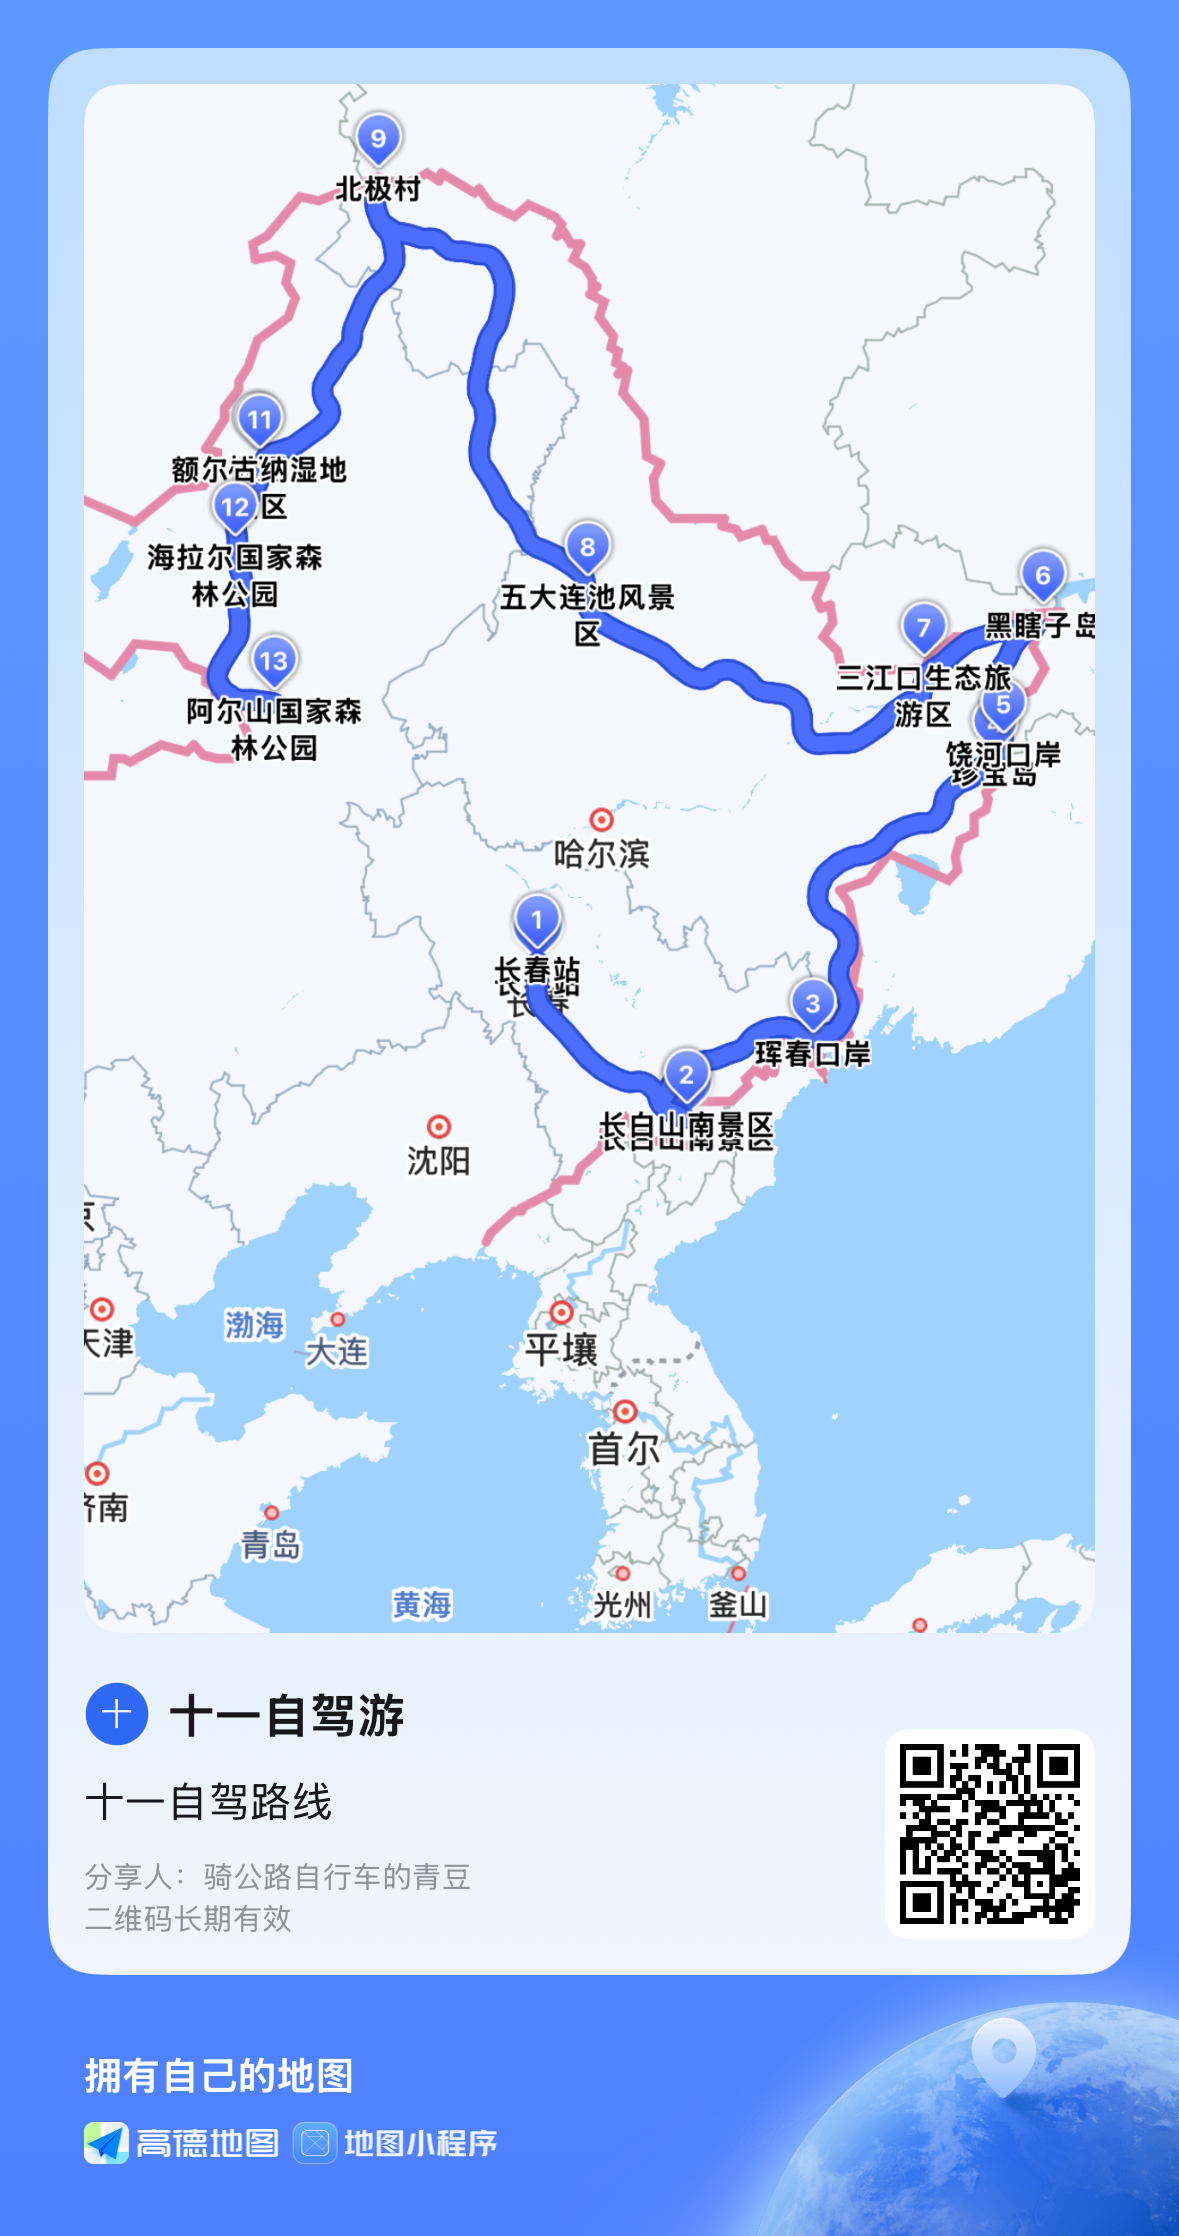 9
北极村
11
额尔古纳湿地
区
12
海拉尔国家森
林公园
13
阿尔山国家森
林公园
8
五大连池风景
区
6
黑瞎子岛
7
三江口生态旅
游区
5
饶河口岸
珍宝岛
哈尔滨
1
长春站
长春
3
珲春口岸
2
长白山南景区
沈阳
京
天津
渤海
大连
平壤
首尔
济南
青岛
黄海
光州
釜山
十一自驾游
十一自驾路线
分享人：骑公路自行车的青豆
二维码长期有效
拥有自己的地图
高德地图 地图小程序